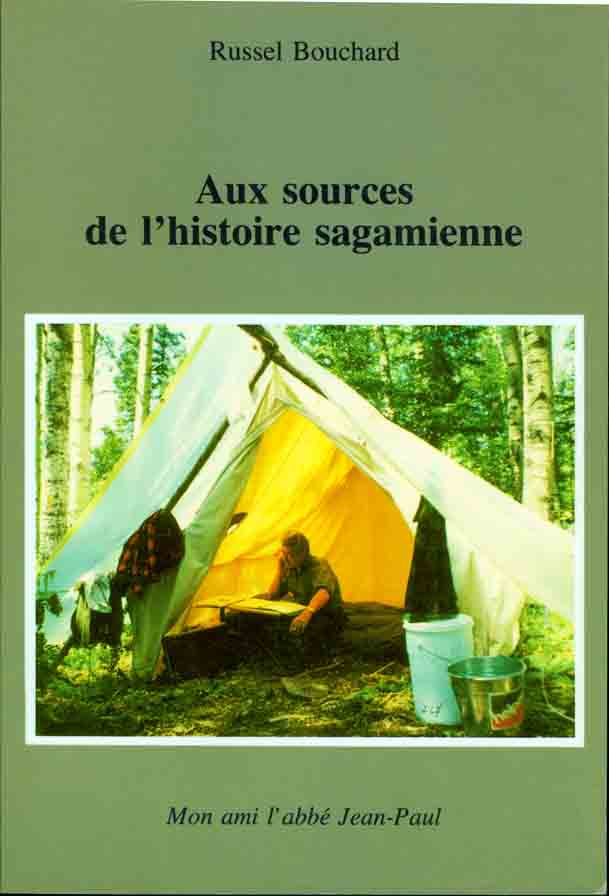 Russel Bouchard
Aux sources
de l'histoire sagamienne
Mon ami l'abbé Jean-Paul